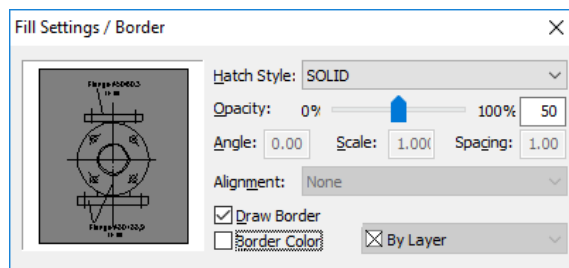 Fill Settings / Border
Hatch Style: SOLID
Opacity: 0% 100% 50
Angle: 0.00 Scale: 1.00( Spacing: 1.00
Alignment: None
Draw Border
Border Color By Layer